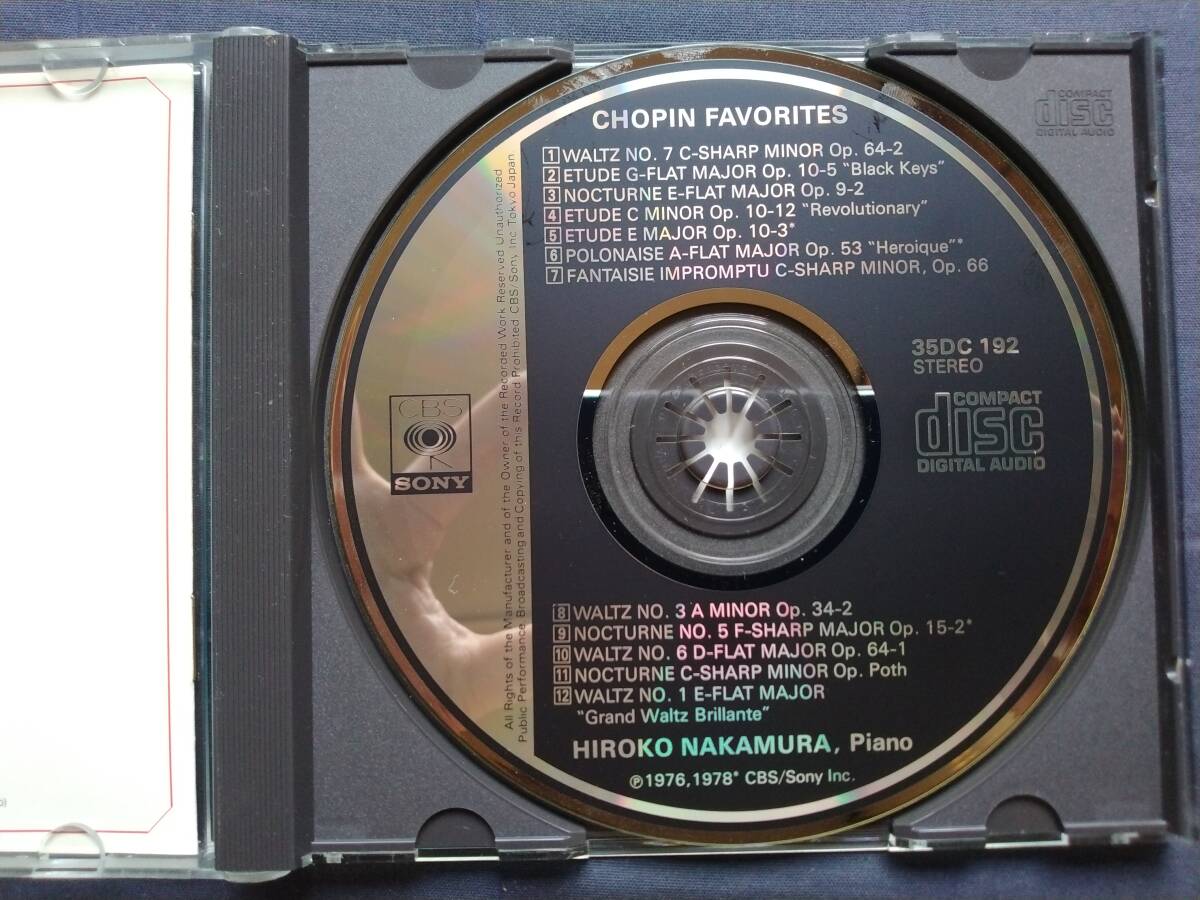 CHOPIN FAVORITES
1 WALTZ NO. 7 C-SHARP MINOR Op. 64-2
2 ETUDE G-FLAT MAJOR Op. 10-5 "Black Keys"
3 NOCTURNE E-FLAT MAJOR Op. 9-2
4 ETUDE C MINOR Op. 10-12 "Revolutionary"
5 ETUDE E MAJOR Op. 10-3*
6 POLONAISE A-FLAT MAJOR Op. 53 "Heroique"*
7 FANTAISIE IMPROMPTU C-SHARP MINOR, Op. 66
35DC 192
STEREO
COMPACT
disc
DIGITAL AUDIO
CBS
SONY
All Rights of the Manufacturer and of the Owner of the Recorded Work Reserved Unauthorized
Public Performance Broadcasting and Copying of this Record Prohibited CBS/Sony Inc. Tokyo Japan
8 WALTZ NO. 3 A MINOR Op. 34-2
9 NOCTURNE NO. 5 F-SHARP MAJOR Op. 15-2*
10 WALTZ NO. 6 D-FLAT MAJOR Op. 64-1
11 NOCTURNE C-SHARP MINOR Op. Poth
12 WALTZ NO. 1 E-FLAT MAJOR
"Grand Waltz Brillante"
HIROKO NAKAMURA, Piano
℗1976,1978* CBS/Sony Inc.
COMPACT
disc
DIGITAL AUDIO